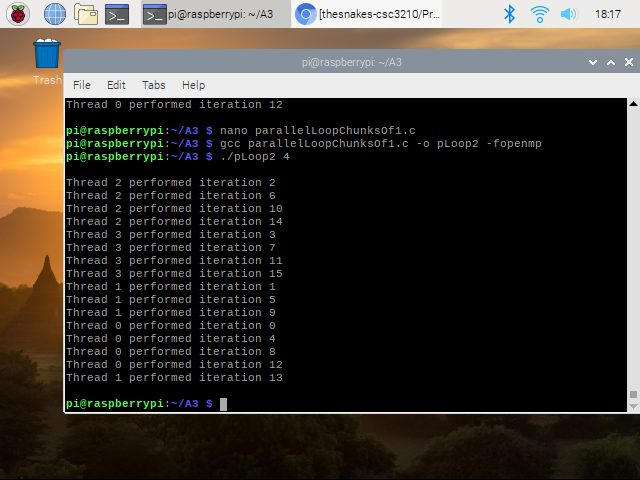 pi@raspberrypi: ~/A3
[thesnakes-csc3210/Pr...
18:17
Trash
pi@raspberrypi: ~/A3
File Edit Tabs Help
Thread 0 performed iteration 12
pi@raspberrypi:~/A3 $ nano parallelLoopChunksOf1.c
pi@raspberrypi:~/A3 $ gcc parallelLoopChunksOf1.c -o pLoop2 -fopenmp
pi@raspberrypi:~/A3 $ ./pLoop2 4
Thread 2 performed iteration 2
Thread 2 performed iteration 6
Thread 2 performed iteration 10
Thread 2 performed iteration 14
Thread 3 performed iteration 3
Thread 3 performed iteration 7
Thread 3 performed iteration 11
Thread 3 performed iteration 15
Thread 1 performed iteration 1
Thread 1 performed iteration 5
Thread 1 performed iteration 9
Thread 0 performed iteration 0
Thread 0 performed iteration 4
Thread 0 performed iteration 8
Thread 0 performed iteration 12
Thread 1 performed iteration 13
pi@raspberrypi:~/A3 $